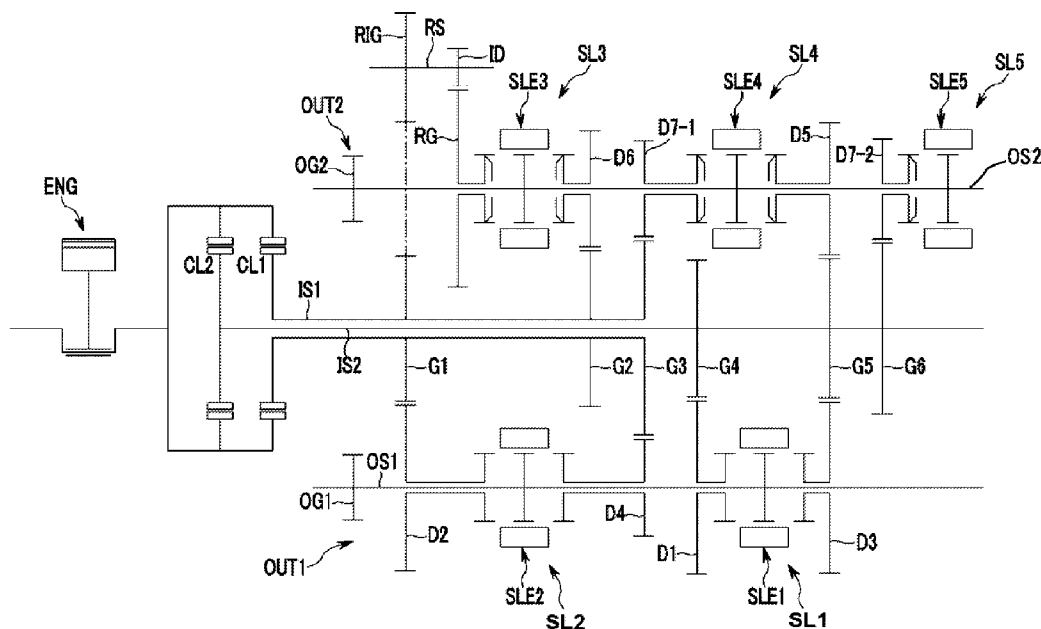 RIG
RS
ID
SL3
SL4
SL5
SLE3
SLE4
SLE5
OUT2
RG
D6
D7-1
D5
D7-2
OG2
OS2
ENG
CL2
CL1
IS1
IS2
G1
G2
G3
G4
G5
G6
OS1
OG1
D2
D4
D1
D3
OUT1
SLE2
SL2
SLE1
SL1